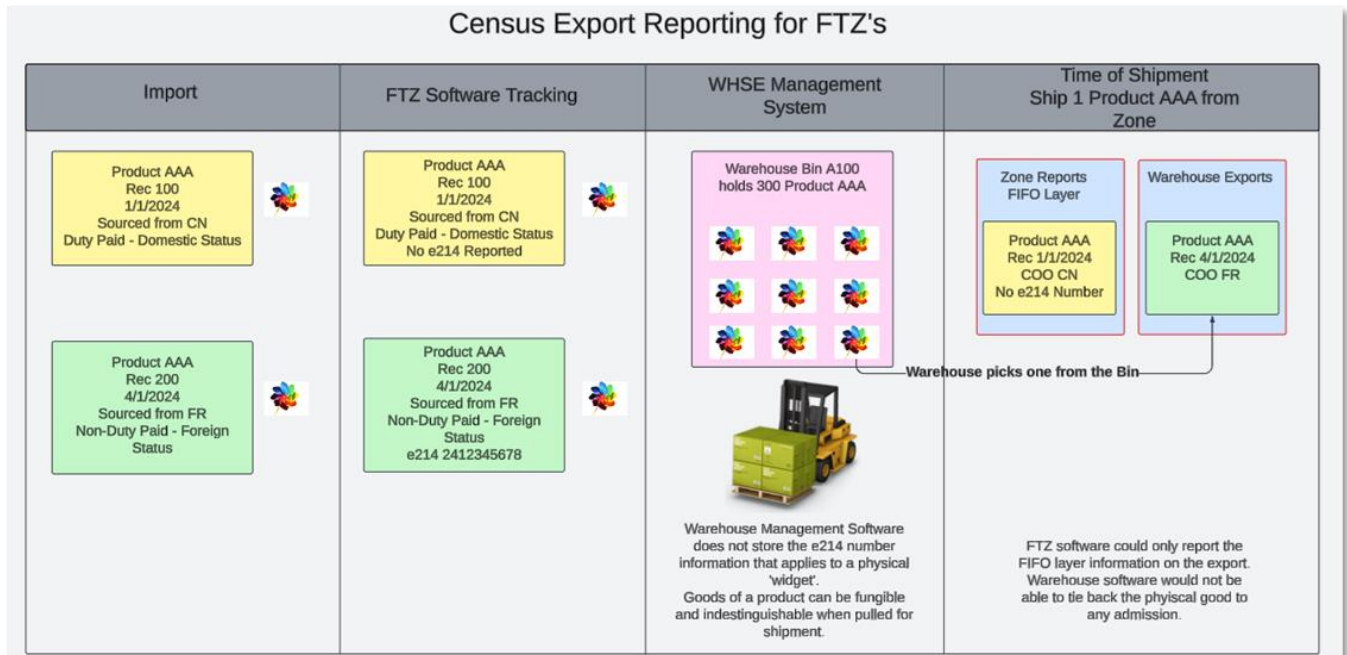 Census Export Reporting for FTZ's
Import
FTZ Software Tracking
WHSE Management
System
Time of Shipment
Ship 1 Product AAA from
Zone
Product AAA
Rec 100
1/1/2024
Sourced from CN
Duty Paid - Domestic Status
Product AAA
Rec 100
1/1/2024
Sourced from CN
Duty Paid - Domestic Status
No e214 Reported
Warehouse Bin A100
holds 300 Product AAA
Zone Reports
FIFO Layer
Product AAA
Rec 1/1/2024
COO CN
No e214 Number
Warehouse Exports
Product AAA
Rec 4/1/2024
COO FR
Product AAA
Rec 200
4/1/2024
Sourced from FR
Non-Duty Paid - Foreign
Status
Product AAA
Rec 200
4/1/2024
Sourced from FR
Non-Duty Paid - Foreign
Status
e214 2412345678
Warehouse picks one from the Bin
Warehouse Management Software
does not store the e214 number
information that applies to a physical
'widget'.
Goods of a product can be fungible
and indestinguishable when pulled for
shipment.
FTZ software could only report the
FIFO layer information on the export.
Warehouse software would not be
able to tie back the phyiscal good to
any admission.